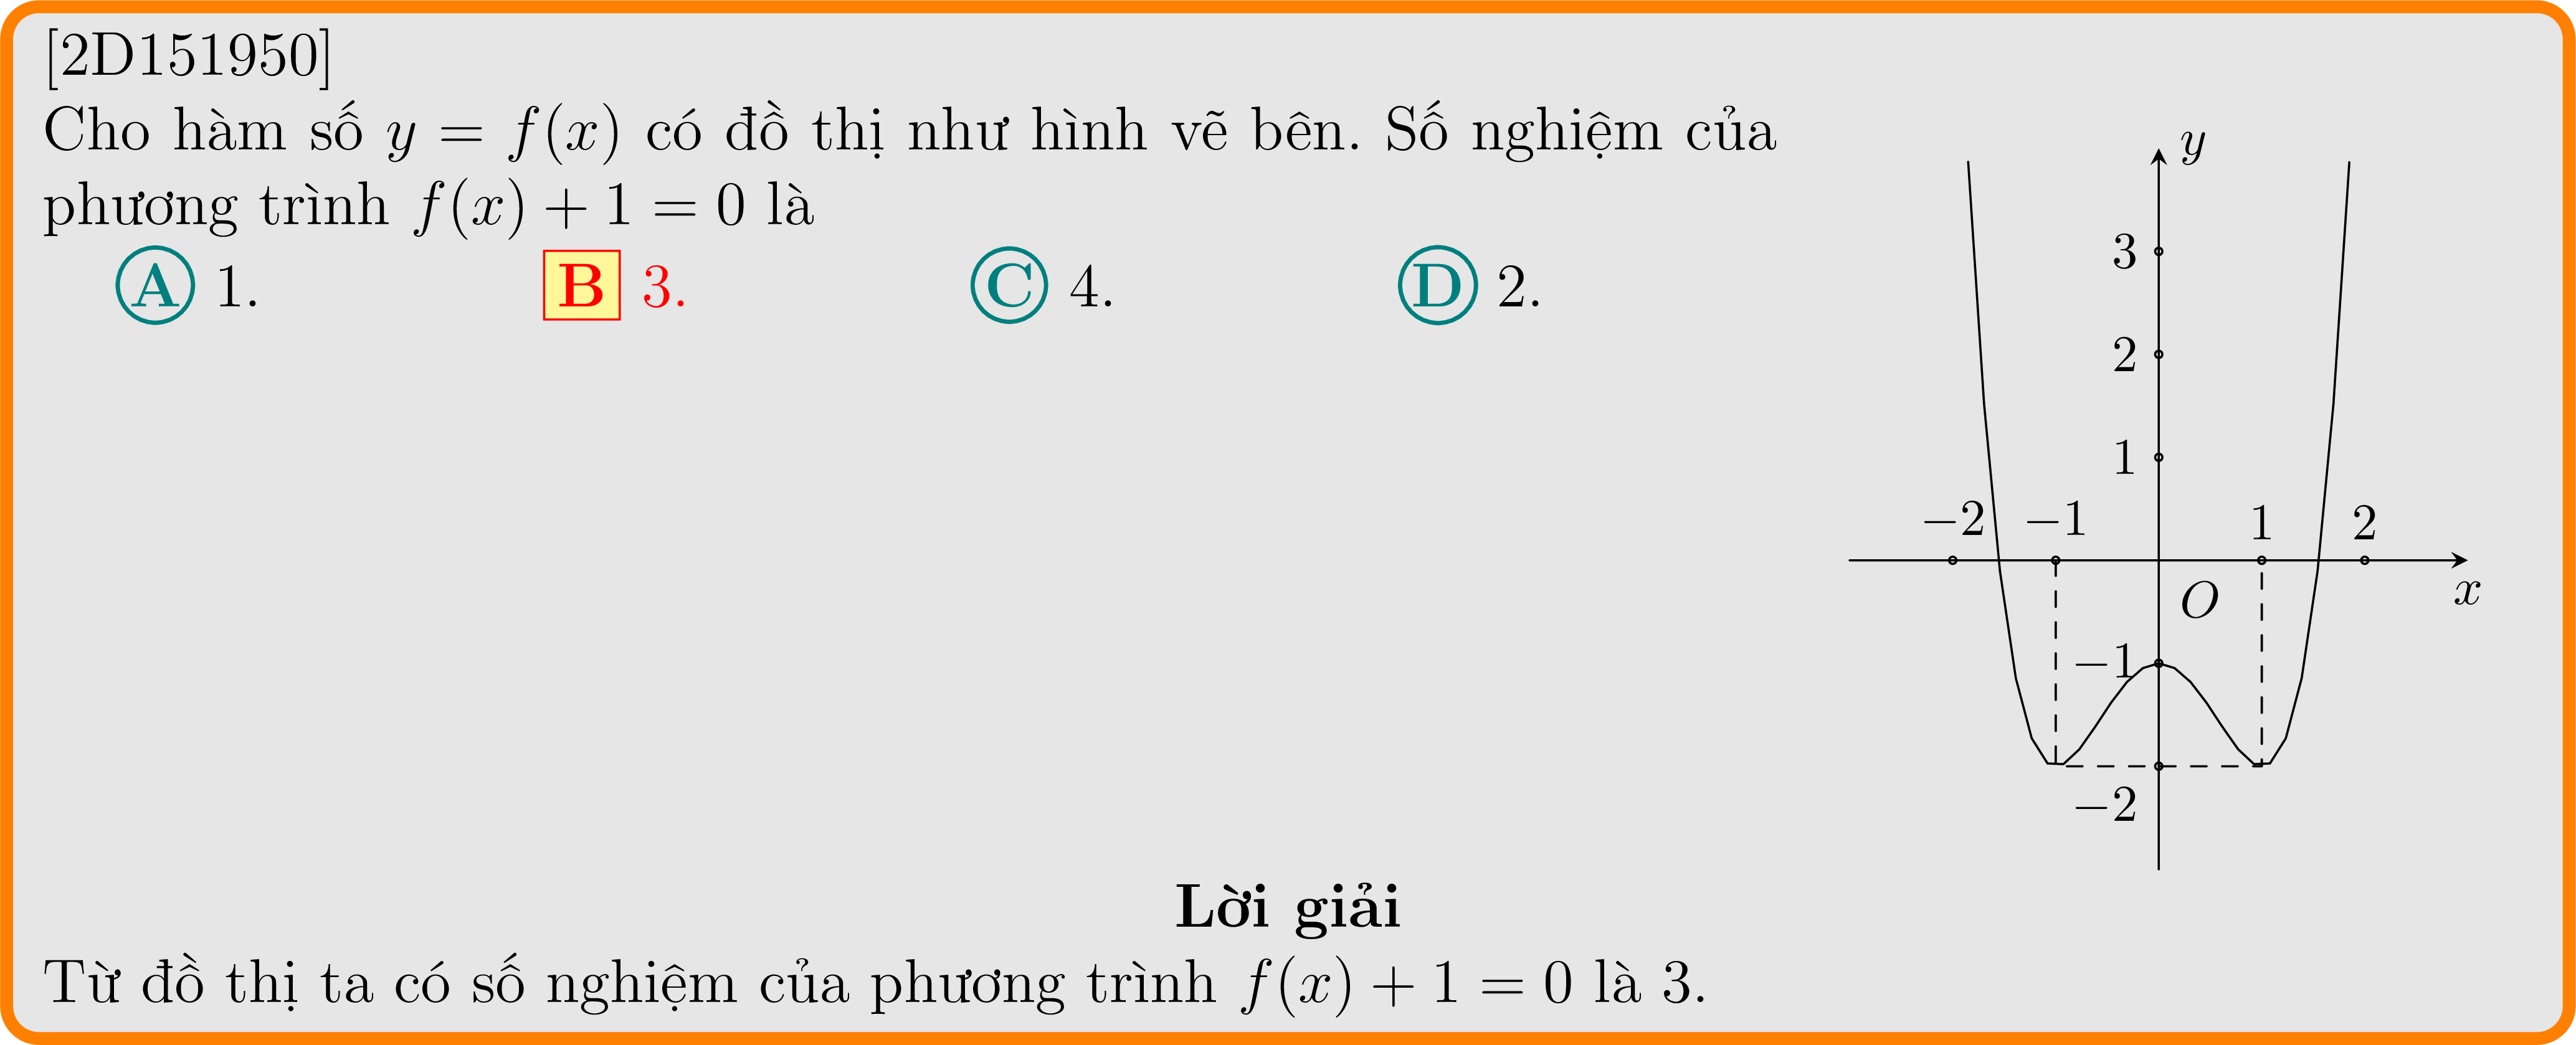 [2D151950]
Cho hàm số y = f(x) có đồ thị như hình vẽ bên. Số nghiệm của
phương trình f(x) + 1 = 0 là
A 1. B 3. C 4. D 2.
y
3
2
1
−2 −1 1 2
O x
−1
−2
Lời giải
Từ đồ thị ta có số nghiệm của phương trình f(x) + 1 = 0 là 3.